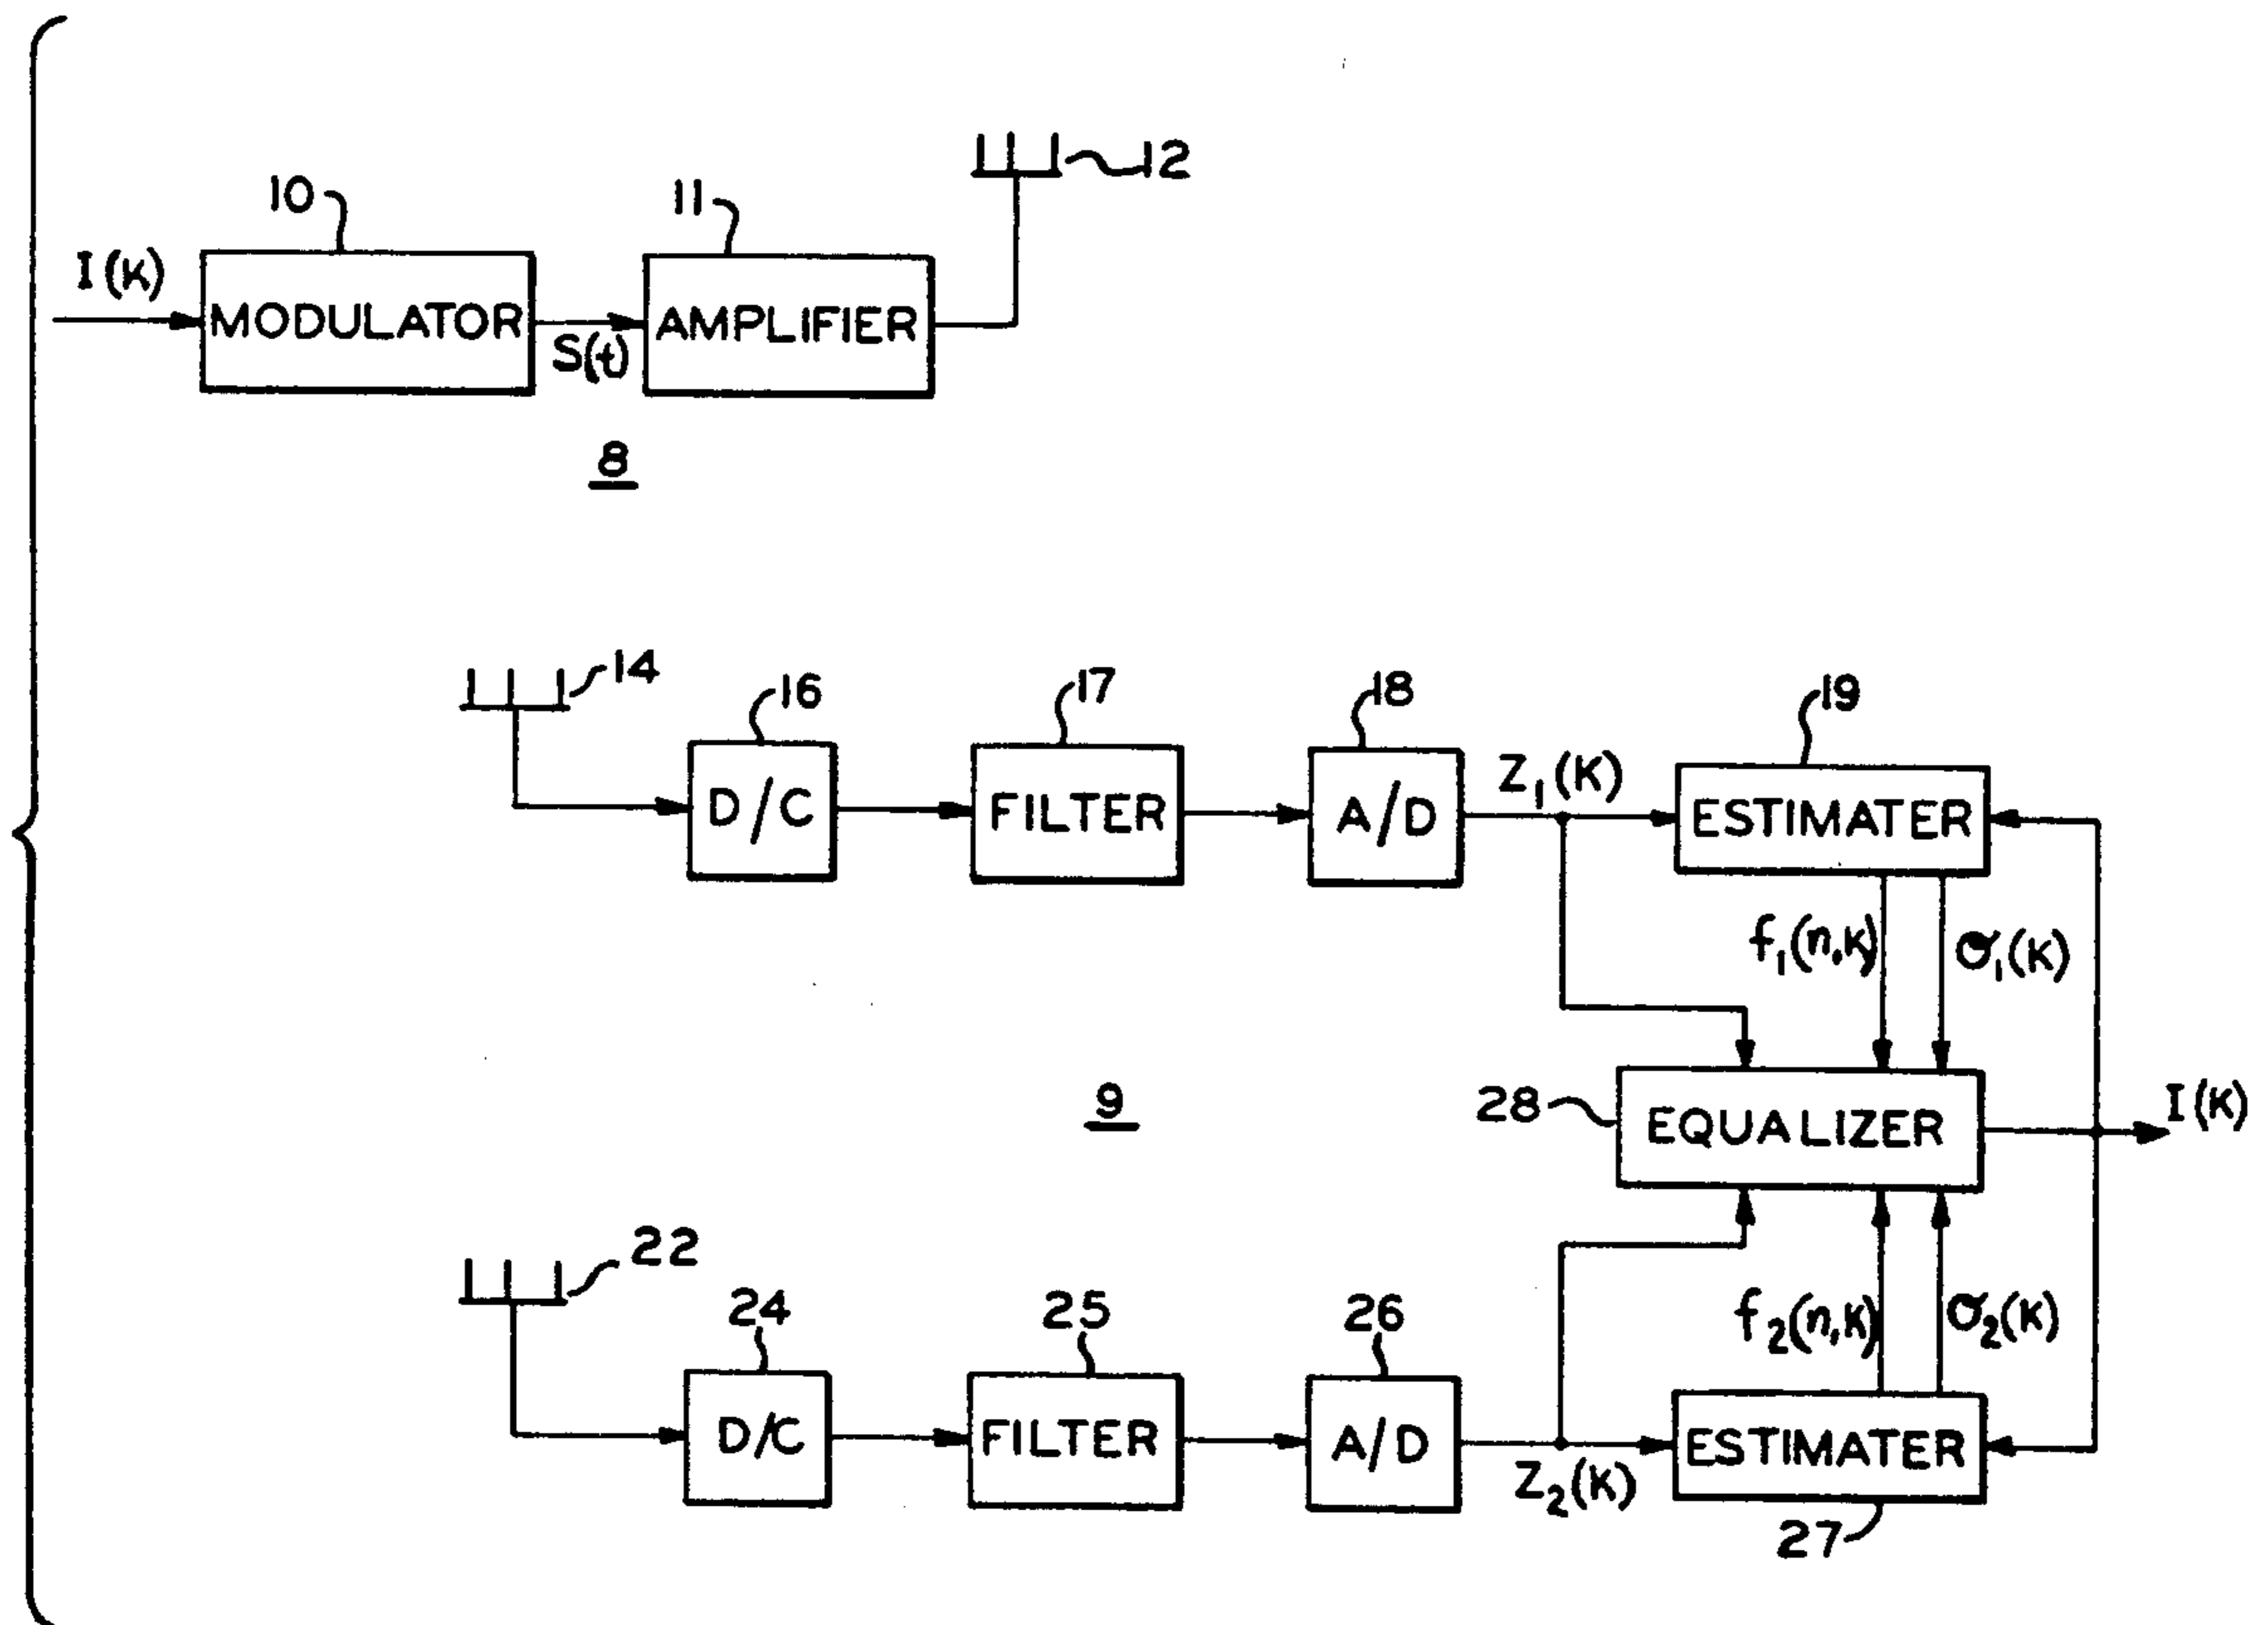 10
11
12
I(K)
MODULATOR
S(t)
AMPLIFIER
8
14
16
17
18
19
D/C
FILTER
A/D
Z₁(K)
ESTIMATER
f₁(n,K)
σ₁(K)
9
28
EQUALIZER
I(K)
22
24
25
26
f₂(n,K)
σ₂(K)
D/C
FILTER
A/D
Z₂(K)
ESTIMATER
27